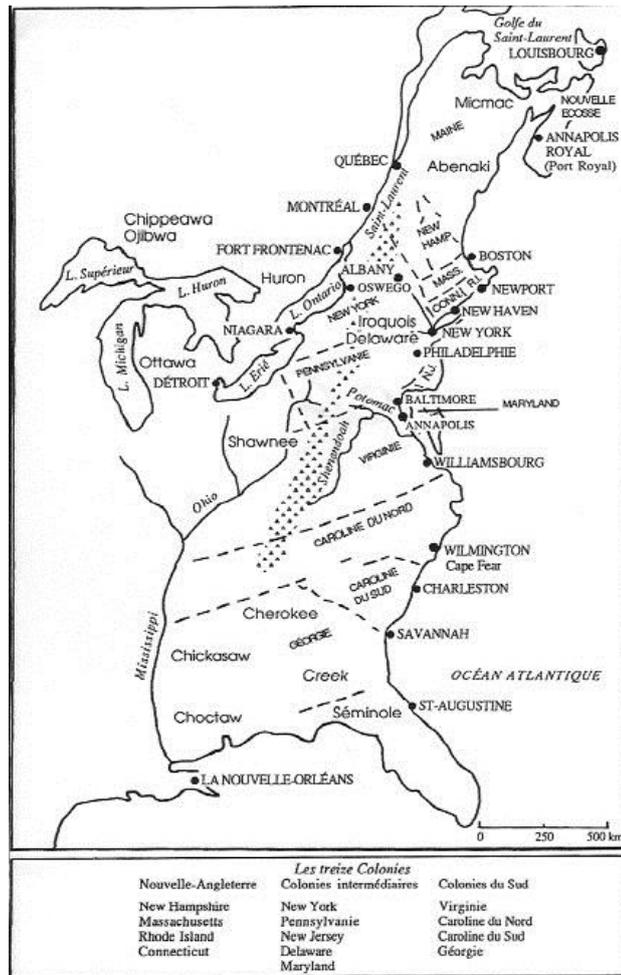 Golfe du
Saint-Laurent
LOUISBOURG
Micmac
NOUVELLE
ECOSSE
MAINE
ANNAPOLIS
ROYAL
(Port Royal)
QUÉBEC
Abenaki
Saint-Laurent
MONTRÉAL
Chippeawa
Ojibwa
NEW
HAMP.
FORT FRONTENAC
BOSTON
L. Supérieur
Huron
ALBANY
MASS.
L. Huron
OSWEGO
R.I.
NEWPORT
L. Ontario
CONN.
NEW YORK
NEW HAVEN
NIAGARA
Iroquois
NEW YORK
L. Michigan
Delaware
Ottawa
PENNSYLVANIE
PHILADELPHIE
DÉTROIT
L. Erié
N.J.
Potomac
BALTIMORE
MARYLAND
ANNAPOLIS
Shawnee
VIRGINIE
Shenandoah
WILLIAMSBOURG
Ohio
CAROLINE DU NORD
WILMINGTON
Cape Fear
CAROLINE
DU SUD
CHARLESTON
Cherokee
Mississippi
GÉORGIE
SAVANNAH
Chickasaw
Creek
OCÉAN ATLANTIQUE
Choctaw
Séminole
ST-AUGUSTINE
LA NOUVELLE-ORLÉANS
0 250 500 km
Les treize Colonies
Nouvelle-Angleterre Colonies intermédiaires Colonies du Sud
New Hampshire New York Virginie
Massachusetts Pennsylvanie Caroline du Nord
Rhode Island New Jersey Caroline du Sud
Connecticut Delaware Géorgie
Maryland